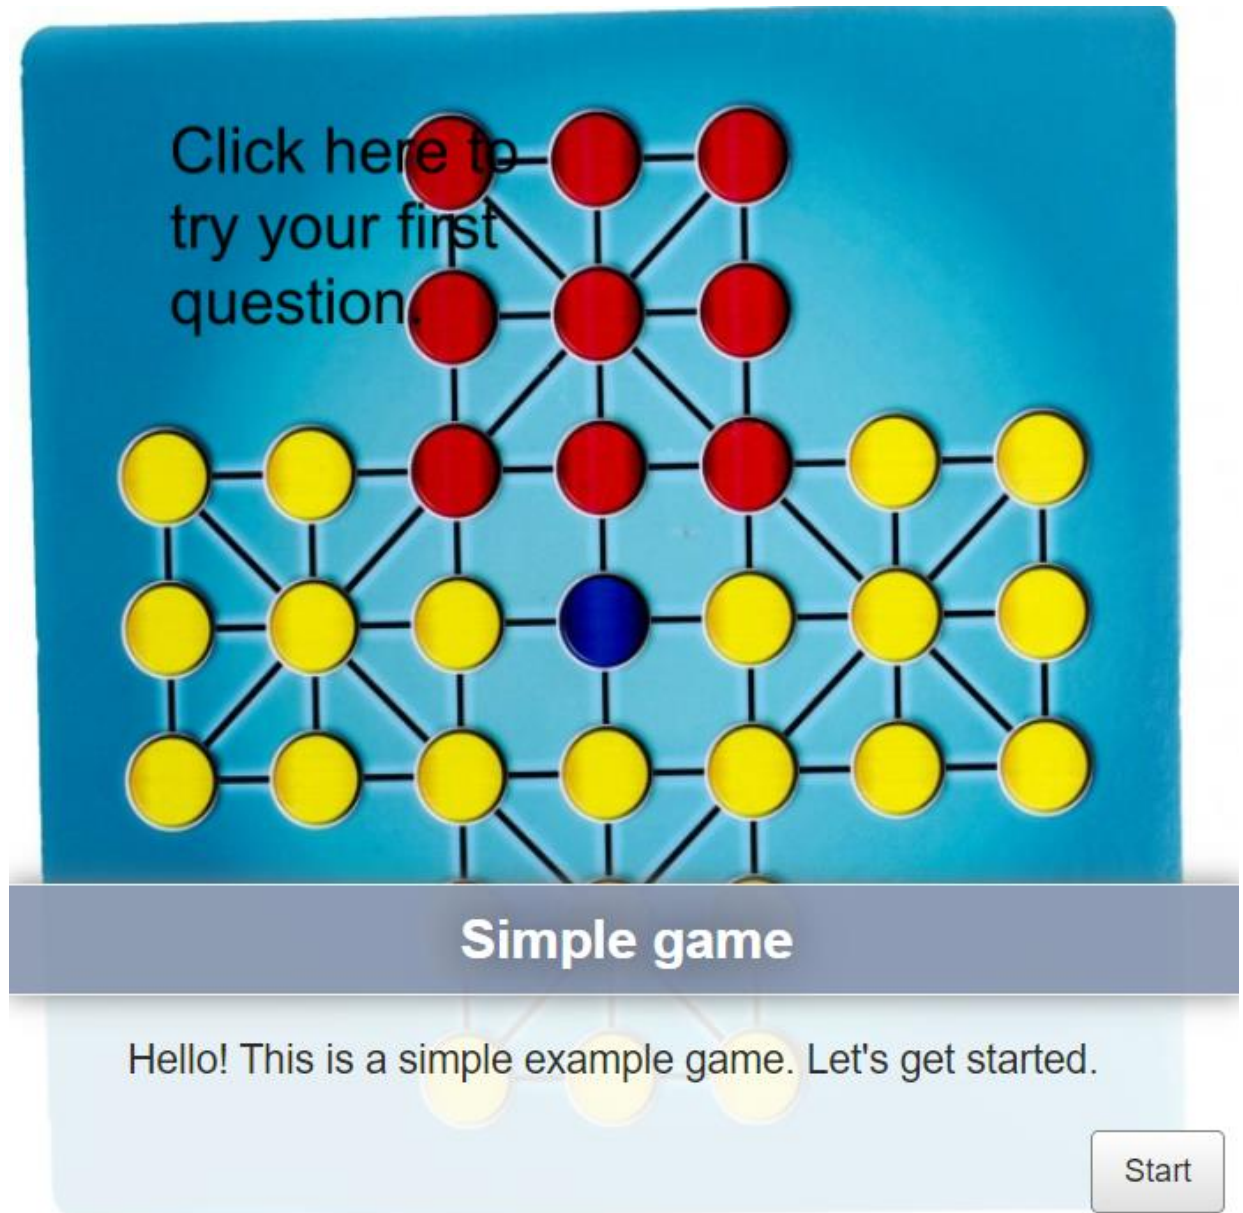 Click here to
try your first
question.
Simple game
Hello! This is a simple example game. Let's get started.
Start